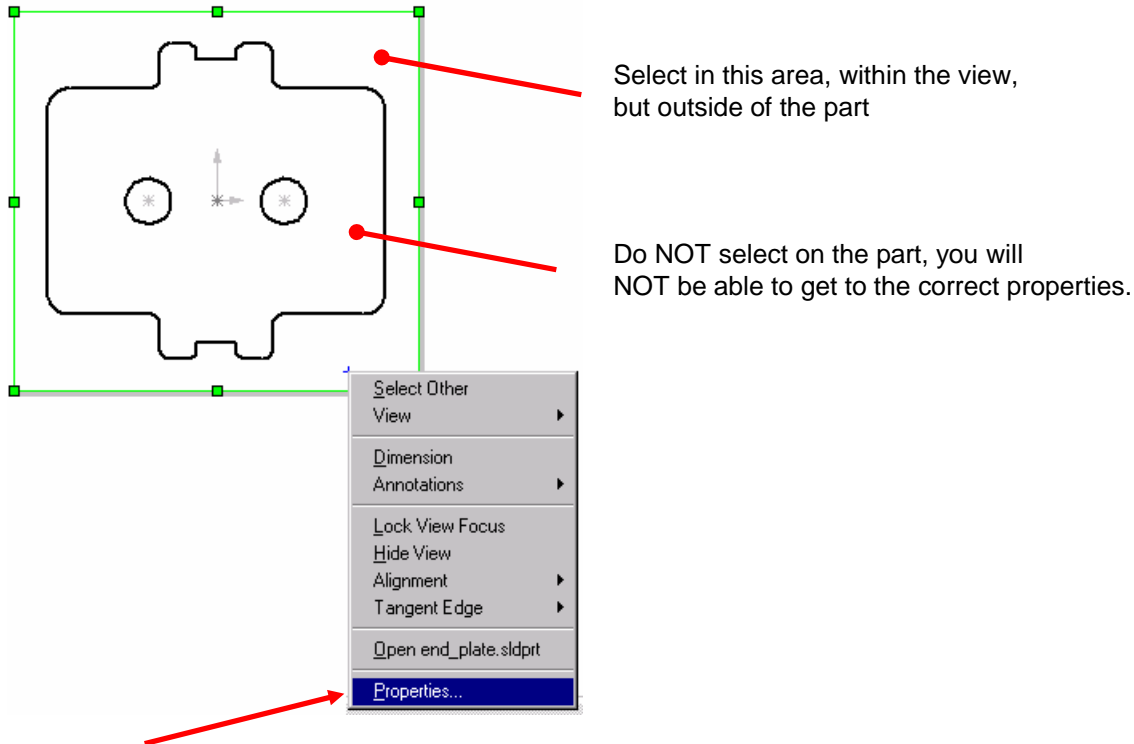 Select in this area, within the view,
but outside of the part
Do NOT select on the part, you will
NOT be able to get to the correct properties.
Select Other
View
Dimension
Annotations
Lock View Focus
Hide View
Alignment
Tangent Edge
Open end_plate.sldprt
Properties...